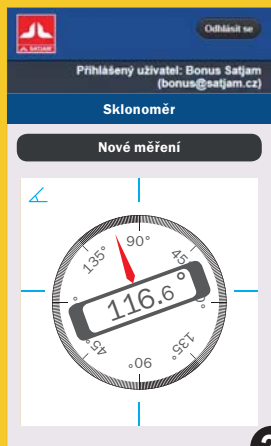 SATJAM
Odhlásit se
Přihlášený uživatel: Bonus Satjam
(bonus@satjam.cz)
Sklonoměr
Nové měření
90°
135°
45°
116.6°
0°
45°
135°
90°